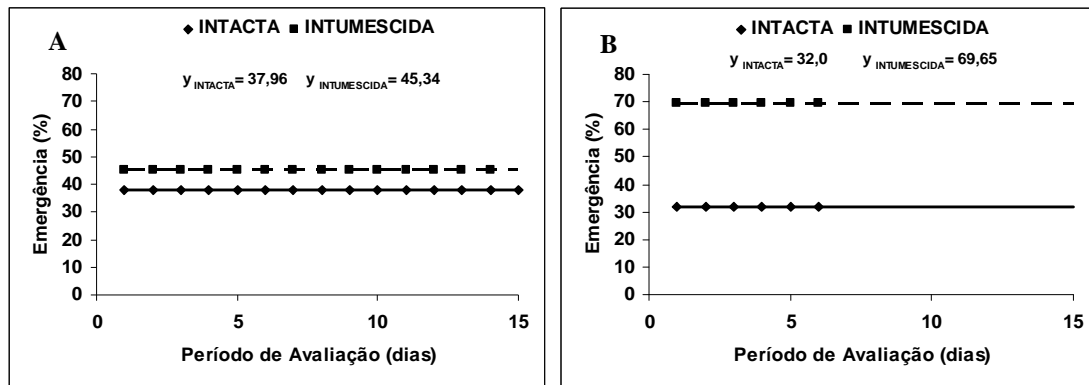 A
INTACTA INTUMESCIDA
y INTACTA= 37,96 y INTUMESCIDA= 45,34
Emergência (%)
80
70
60
50
40
30
20
10
0
0 5 10 15
Período de Avaliação (dias)
B
INTACTA INTUMESCIDA
y INTACTA= 32,0 y INTUMESCIDA= 69,65
Emergência (%)
80
70
60
50
40
30
20
10
0
0 5 10 15
Período de Avaliação (dias)